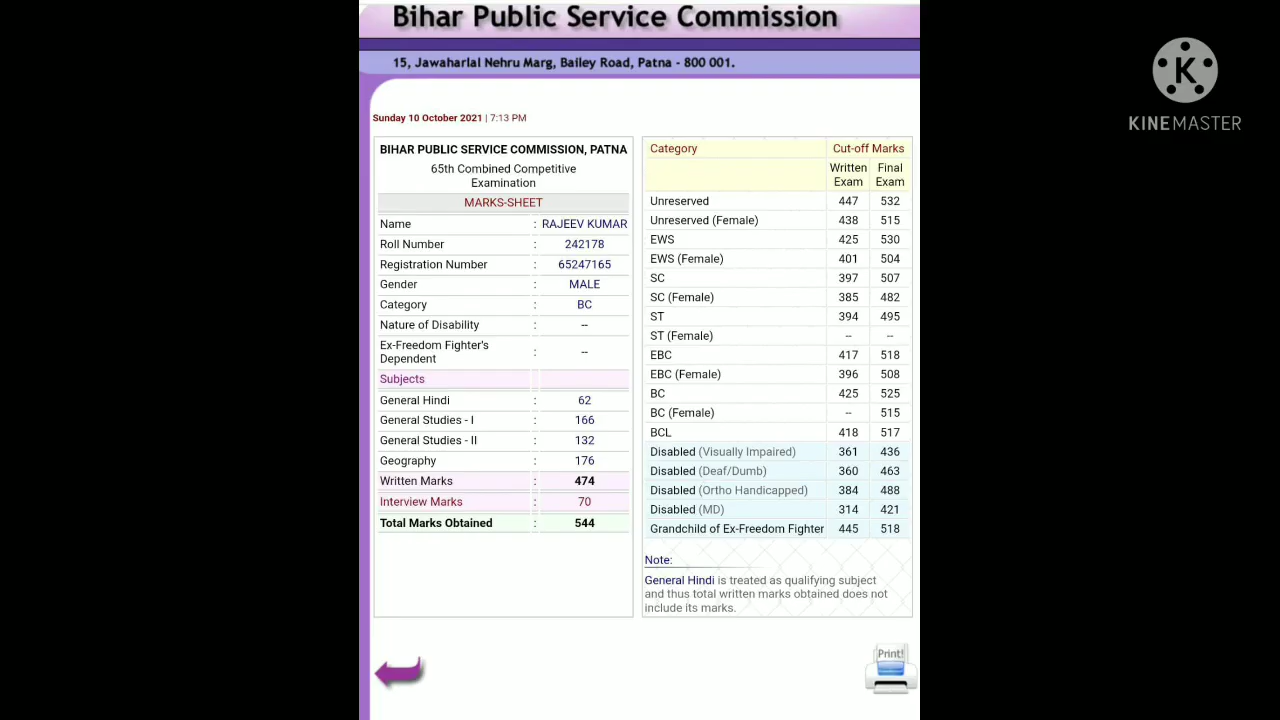 Bihar Public Service Commission
15, Jawaharlal Nehru Marg, Bailey Road, Patna - 800 001.
K
KINEMASTER
Sunday 10 October 2021 | 7:13 PM
BIHAR PUBLIC SERVICE COMMISSION, PATNA
65th Combined Competitive
Examination
MARKS-SHEET
Name : RAJEEV KUMAR
Roll Number : 242178
Registration Number : 65247165
Gender : MALE
Category : BC
Nature of Disability : --
Ex-Freedom Fighter's
Dependent : --
Subjects
General Hindi : 62
General Studies - I : 166
General Studies - II : 132
Geography : 176
Written Marks : 474
Interview Marks : 70
Total Marks Obtained : 544
Category Cut-off Marks
Written Final
Exam Exam
Unreserved 447 532
Unreserved (Female) 438 515
EWS 425 530
EWS (Female) 401 504
SC 397 507
SC (Female) 385 482
ST 394 495
ST (Female) -- --
EBC 417 518
EBC (Female) 396 508
BC 425 525
BC (Female) -- 515
BCL 418 517
Disabled (Visually Impaired) 361 436
Disabled (Deaf/Dumb) 360 463
Disabled (Ortho Handicapped) 384 488
Disabled (MD) 314 421
Grandchild of Ex-Freedom Fighter 445 518
Note:
General Hindi is treated as qualifying subject
and thus total written marks obtained does not
include its marks.
Print!